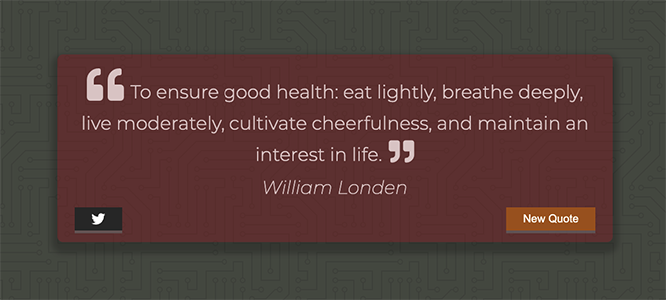 “ To ensure good health: eat lightly, breathe deeply,
live moderately, cultivate cheerfulness, and maintain an
interest in life. ”
William Londen
New Quote